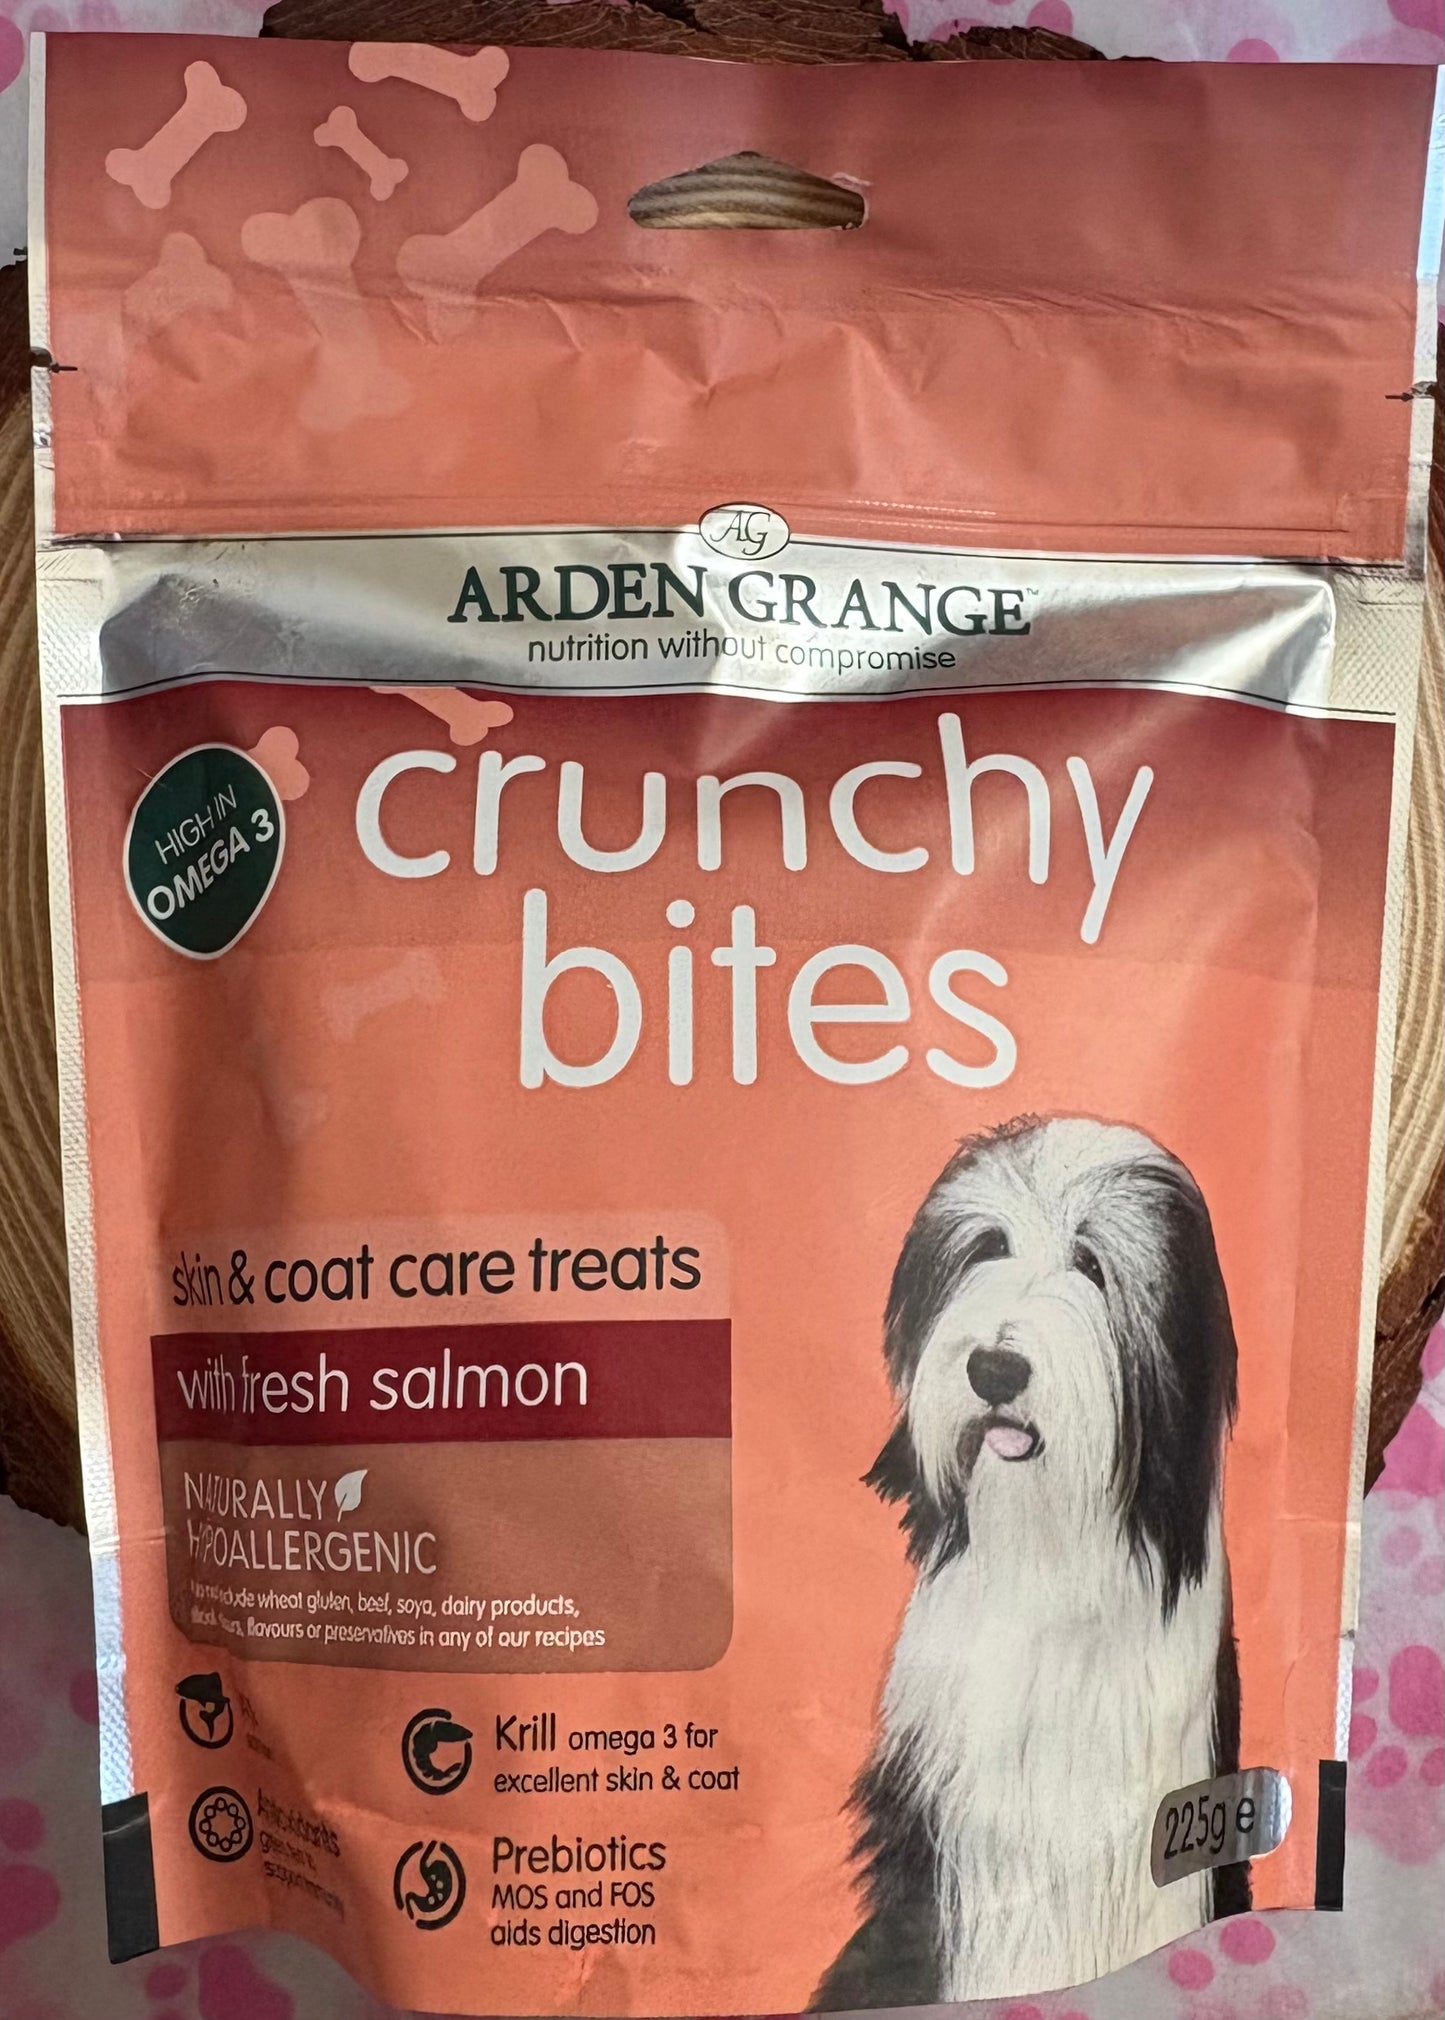 AG
ARDEN GRANGE™
nutrition without compromise
HIGH IN
OMEGA 3
crunchy
bites
skin & coat care treats
with fresh salmon
NATURALLY
HYPOALLERGENIC
wheat gluten, beef, soya, dairy products,
flavours or preservatives in any of our recipes
Krill omega 3 for
excellent skin & coat
Antioxidants
Prebiotics
MOS and FOS
aids digestion
225g e